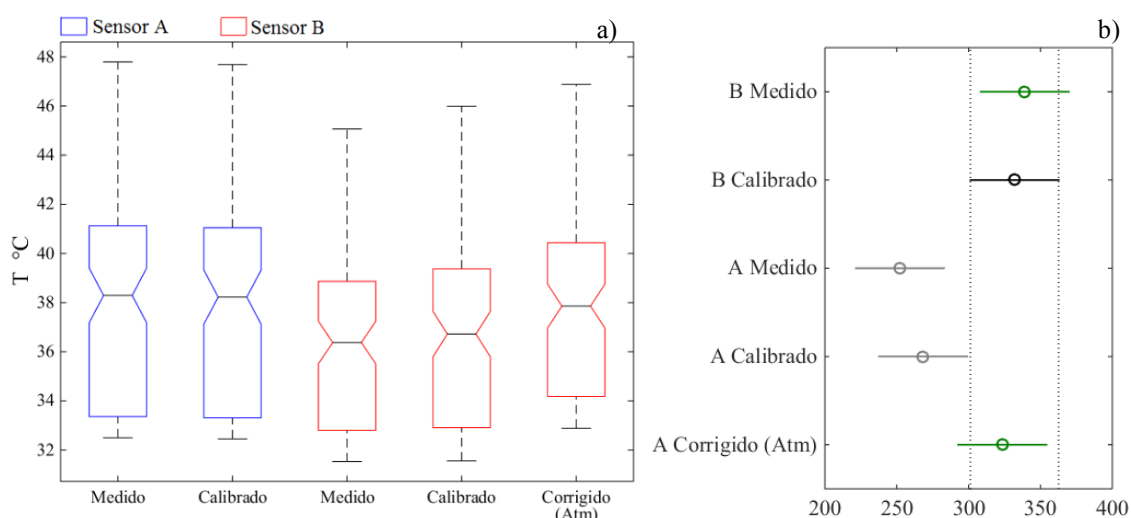 Sensor A
Sensor B
a)
48
46
44
42
40
38
36
34
32
T °C
Medido
Calibrado
Medido
Calibrado
Corrigido
(Atm)
b)
B Medido
B Calibrado
A Medido
A Calibrado
A Corrigido (Atm)
200
250
300
350
400